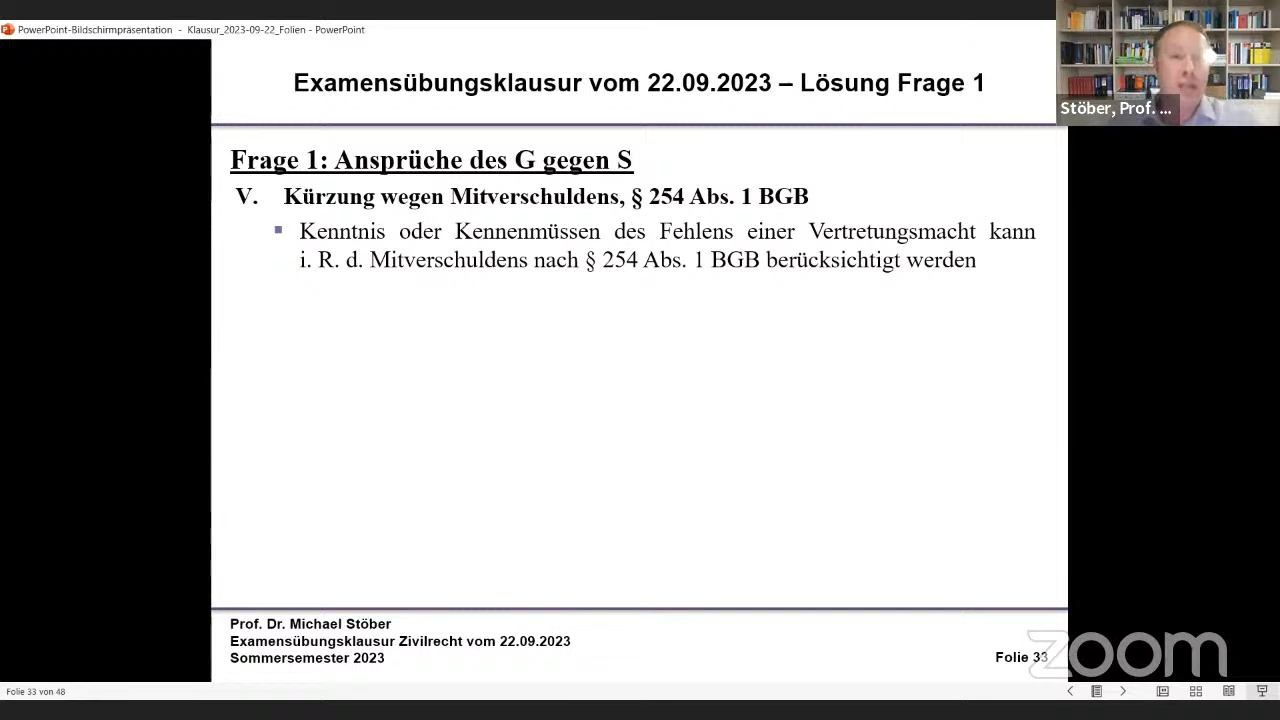 PowerPoint-Bildschirmpräsentation - Klausur_2023-09-22_Folien - PowerPoint
Examensübungsklausur vom 22.09.2023 – Lösung Frage 1
Stöber, Prof. ...
Frage 1: Ansprüche des G gegen S
V. Kürzung wegen Mitverschuldens, § 254 Abs. 1 BGB
Kenntnis oder Kennenmüssen des Fehlens einer Vertretungsmacht kann
i. R. d. Mitverschuldens nach § 254 Abs. 1 BGB berücksichtigt werden
Prof. Dr. Michael Stöber
Examensübungsklausur Zivilrecht vom 22.09.2023
Sommersemester 2023
Folie 33
zoom
Folie 33 von 48